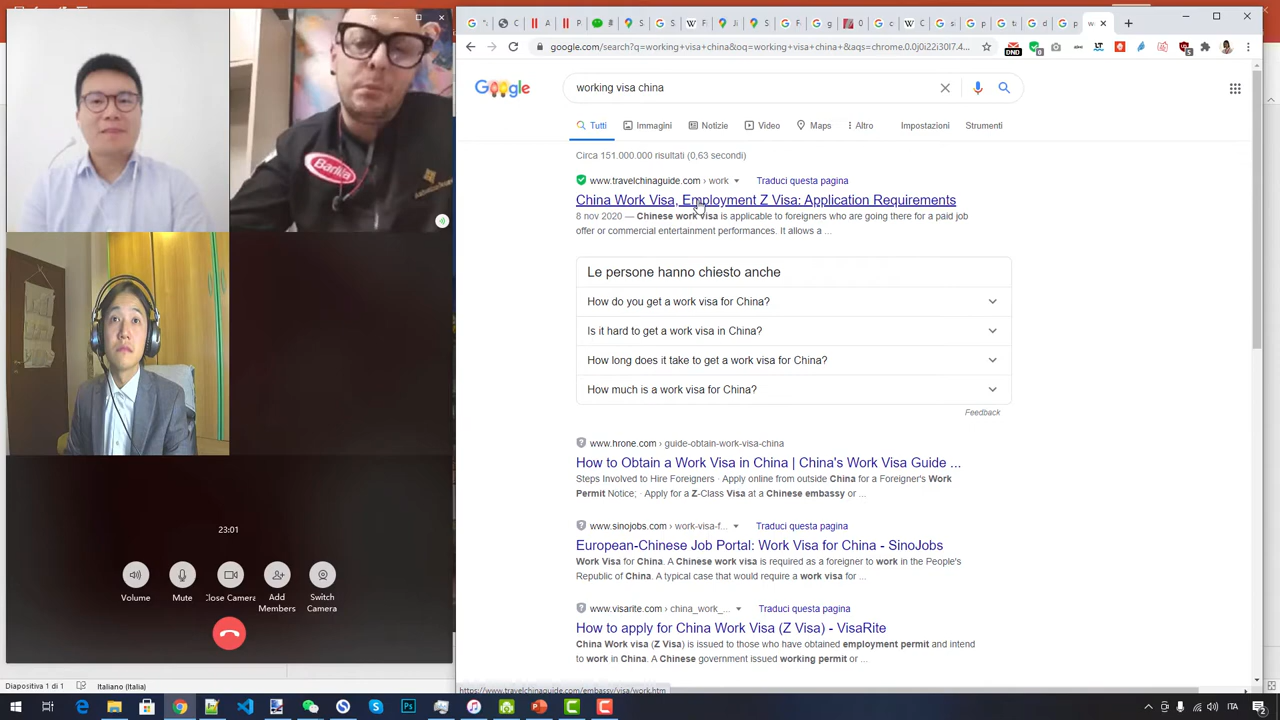 Barilla
23:01
Volume
Mute
Close Camera
Add Members
Switch Camera
google.com/search?q=working+visa+china&oq=working+visa+china+&aqs=chrome.0.0j0i22i30l7.4...
DND
Google
working visa china
Tutti
Immagini
Notizie
Video
Maps
Altro
Impostazioni
Strumenti
Circa 151.000.000 risultati (0,63 secondi)
www.travelchinaguide.com › work
Traduci questa pagina
China Work Visa, Employment Z Visa: Application Requirements
8 nov 2020 — Chinese work visa is applicable to foreigners who are going there for a paid job
offer or commercial entertainment performances. It allows a ...
Le persone hanno chiesto anche
How do you get a work visa for China?
Is it hard to get a work visa in China?
How long does it take to get a work visa for China?
How much is a work visa for China?
Feedback
www.hrone.com › guide-obtain-work-visa-china
How to Obtain a Work Visa in China | China's Work Visa Guide ...
Steps Involved to Hire Foreigners · Apply online from outside China for a Foreigner's Work
Permit Notice; · Apply for a Z-Class Visa at a Chinese embassy or ...
www.sinojobs.com › work-visa-f...
Traduci questa pagina
European-Chinese Job Portal: Work Visa for China - SinoJobs
Work Visa for China. A Chinese work visa is required as a foreigner to work in the People's
Republic of China. A typical case that would require a work visa for ...
www.visarite.com › china_work_...
Traduci questa pagina
How to apply for China Work Visa (Z Visa) - VisaRite
China Work visa (Z Visa) is issued to those who have obtained employment permit and intend
to work in China. A Chinese government issued working permit or ...
https://www.travelchinaguide.com/embassy/visa/work.htm
Diapositiva 1 di 1
Italiano (Italia)
ITA